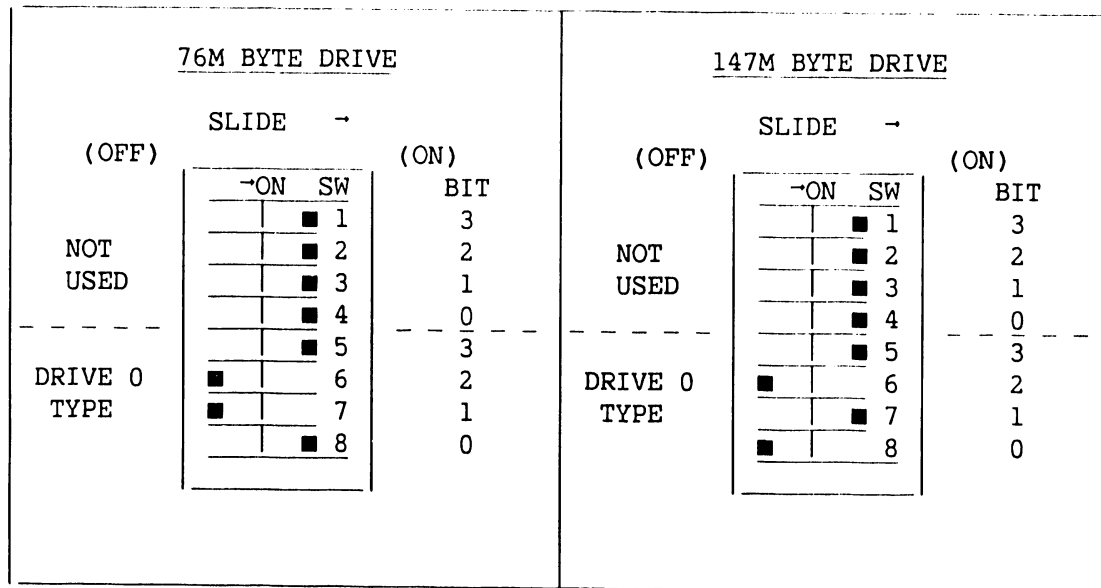 76M BYTE DRIVE
SLIDE →
(OFF) (ON)
→ON SW BIT
1 3
NOT 2 2
USED 3 1
4 0
5 3
DRIVE 0 6 2
TYPE 7 1
8 0
147M BYTE DRIVE
SLIDE →
(OFF) (ON)
→ON SW BIT
1 3
NOT 2 2
USED 3 1
4 0
5 3
DRIVE 0 6 2
TYPE 7 1
8 0